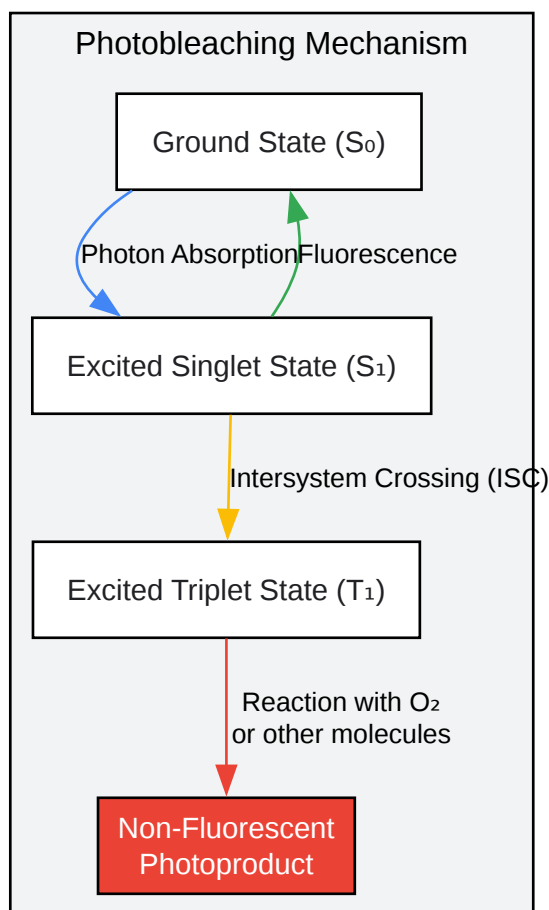 Photobleaching Mechanism
Ground State (S₀)
Photon Absorption
Fluorescence
Excited Singlet State (S₁)
Intersystem Crossing (ISC)
Excited Triplet State (T₁)
Reaction with O₂
or other molecules
Non-Fluorescent
Photoproduct